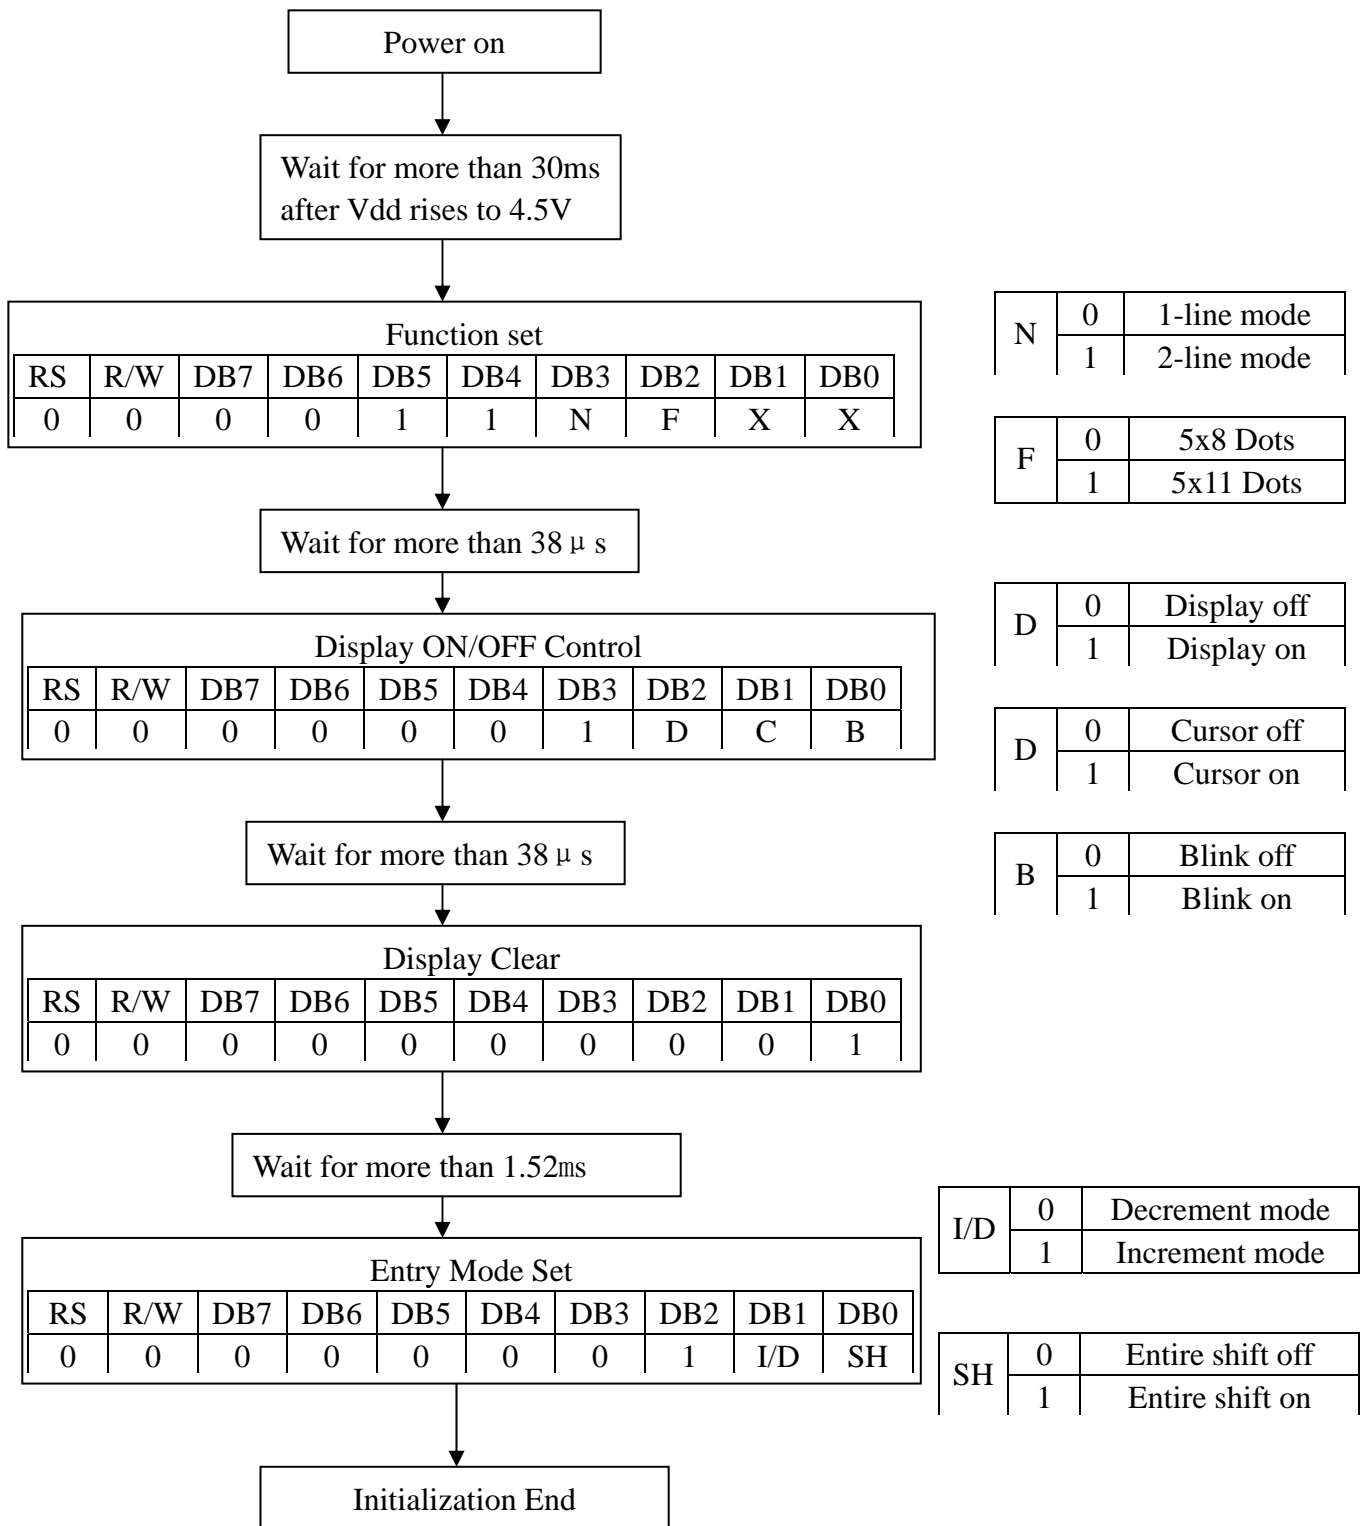 Power on
Wait for more than 30ms
after Vdd rises to 4.5V
Function set
RS R/W DB7 DB6 DB5 DB4 DB3 DB2 DB1 DB0
0 0 0 0 1 1 N F X X
Wait for more than 38μs
Display ON/OFF Control
RS R/W DB7 DB6 DB5 DB4 DB3 DB2 DB1 DB0
0 0 0 0 0 0 1 D C B
Wait for more than 38μs
Display Clear
RS R/W DB7 DB6 DB5 DB4 DB3 DB2 DB1 DB0
0 0 0 0 0 0 0 0 0 1
Wait for more than 1.52ms
Entry Mode Set
RS R/W DB7 DB6 DB5 DB4 DB3 DB2 DB1 DB0
0 0 0 0 0 0 0 1 I/D SH
Initialization End
N
0 1-line mode
1 2-line mode
F
0 5x8 Dots
1 5x11 Dots
D
0 Display off
1 Display on
D
0 Cursor off
1 Cursor on
B
0 Blink off
1 Blink on
I/D
0 Decrement mode
1 Increment mode
SH
0 Entire shift off
1 Entire shift on